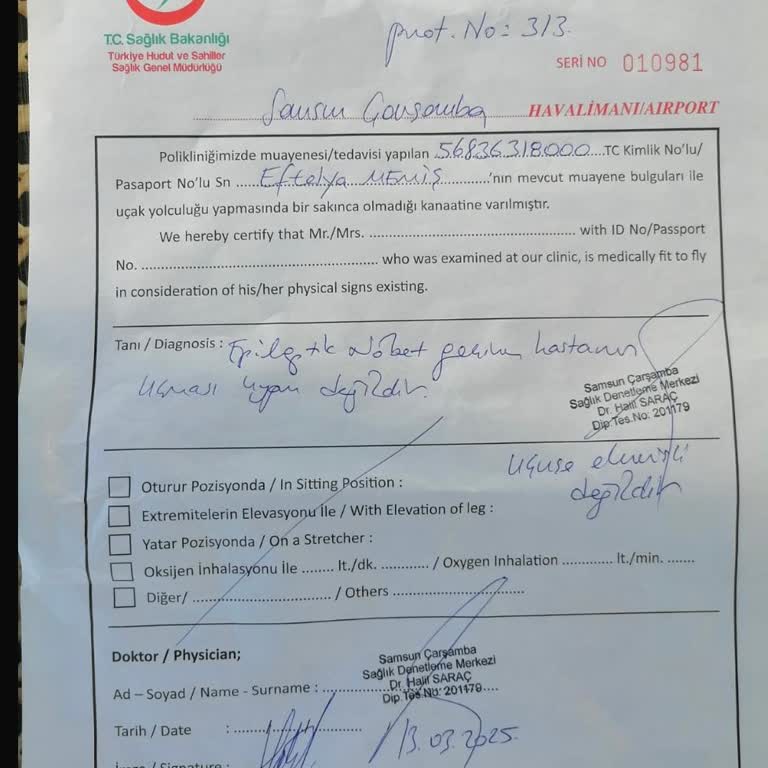 T.C. Sağlık Bakanlığı
Türkiye Hudut ve Sahiller
Sağlık Genel Müdürlüğü
prot. No: 313.
SERİ NO 010981
Samsun Çarşamba HAVALİMANI/AIRPORT
Polikliniğimizde muayenesi/tedavisi yapılan 56836318000 TC Kimlik No'lu/
Pasaport No'lu Sn Eftelya MEMİŞ 'nın mevcut muayene bulguları ile
uçak yolculuğu yapmasında bir sakınca olmadığı kanaatine varılmıştır.
We hereby certify that Mr./Mrs. .......... with ID No/Passport
No. .......... who was examined at our clinic, is medically fit to fly
in consideration of his/her physical signs existing.
Tanı / Diagnosis : Epileptik Nöbet geçiren hastanın
uçması uygun değildir.
Samsun Çarşamba
Sağlık Denetleme Merkezi
Dr. Halil SARAÇ
Dip.Tes.No: 201179
uçuşa elverişli
değildir
Oturur Pozisyonda / In Sitting Position :
Extremitelerin Elevasyonu İle / With Elevation of leg :
Yatar Pozisyonda / On a Stretcher :
Oksijen İnhalasyonu İle ........ lt./dk. ........... / Oxygen Inhalation ............ lt./min. .......
Diğer/ .......... / Others ..........
Doktor / Physician;
Samsun Çarşamba
Sağlık Denetleme Merkezi
Dr. Halil SARAÇ
Dip.Tes.No: 201179
Ad – Soyad / Name - Surname :
Tarih / Date : 13.03.2025
İmza / Signature :